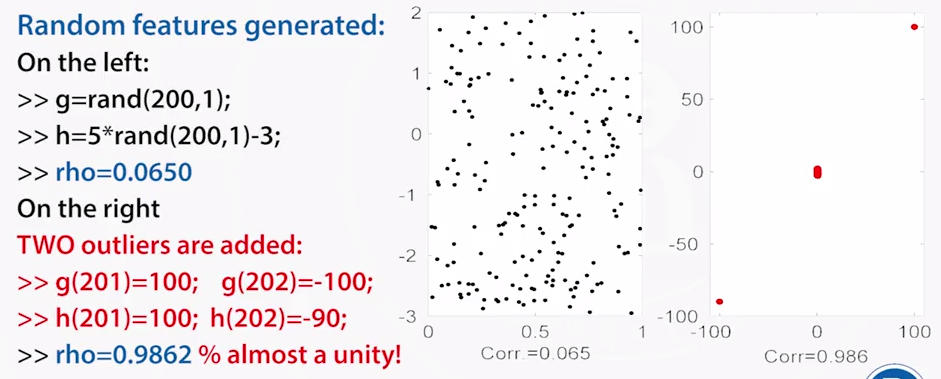 Random features generated:
On the left:
>> g=rand(200,1);
>> h=5*rand(200,1)-3;
>> rho=0.0650
On the right
TWO outliers are added:
>> g(201)=100; g(202)=-100;
>> h(201)=100; h(202)=-90;
>> rho=0.9862 % almost a unity!
2
1
0
-1
-2
-3
0
0.5
1
Corr.=0.065
100
50
0
-50
-100
-100
0
100
Corr=0.986